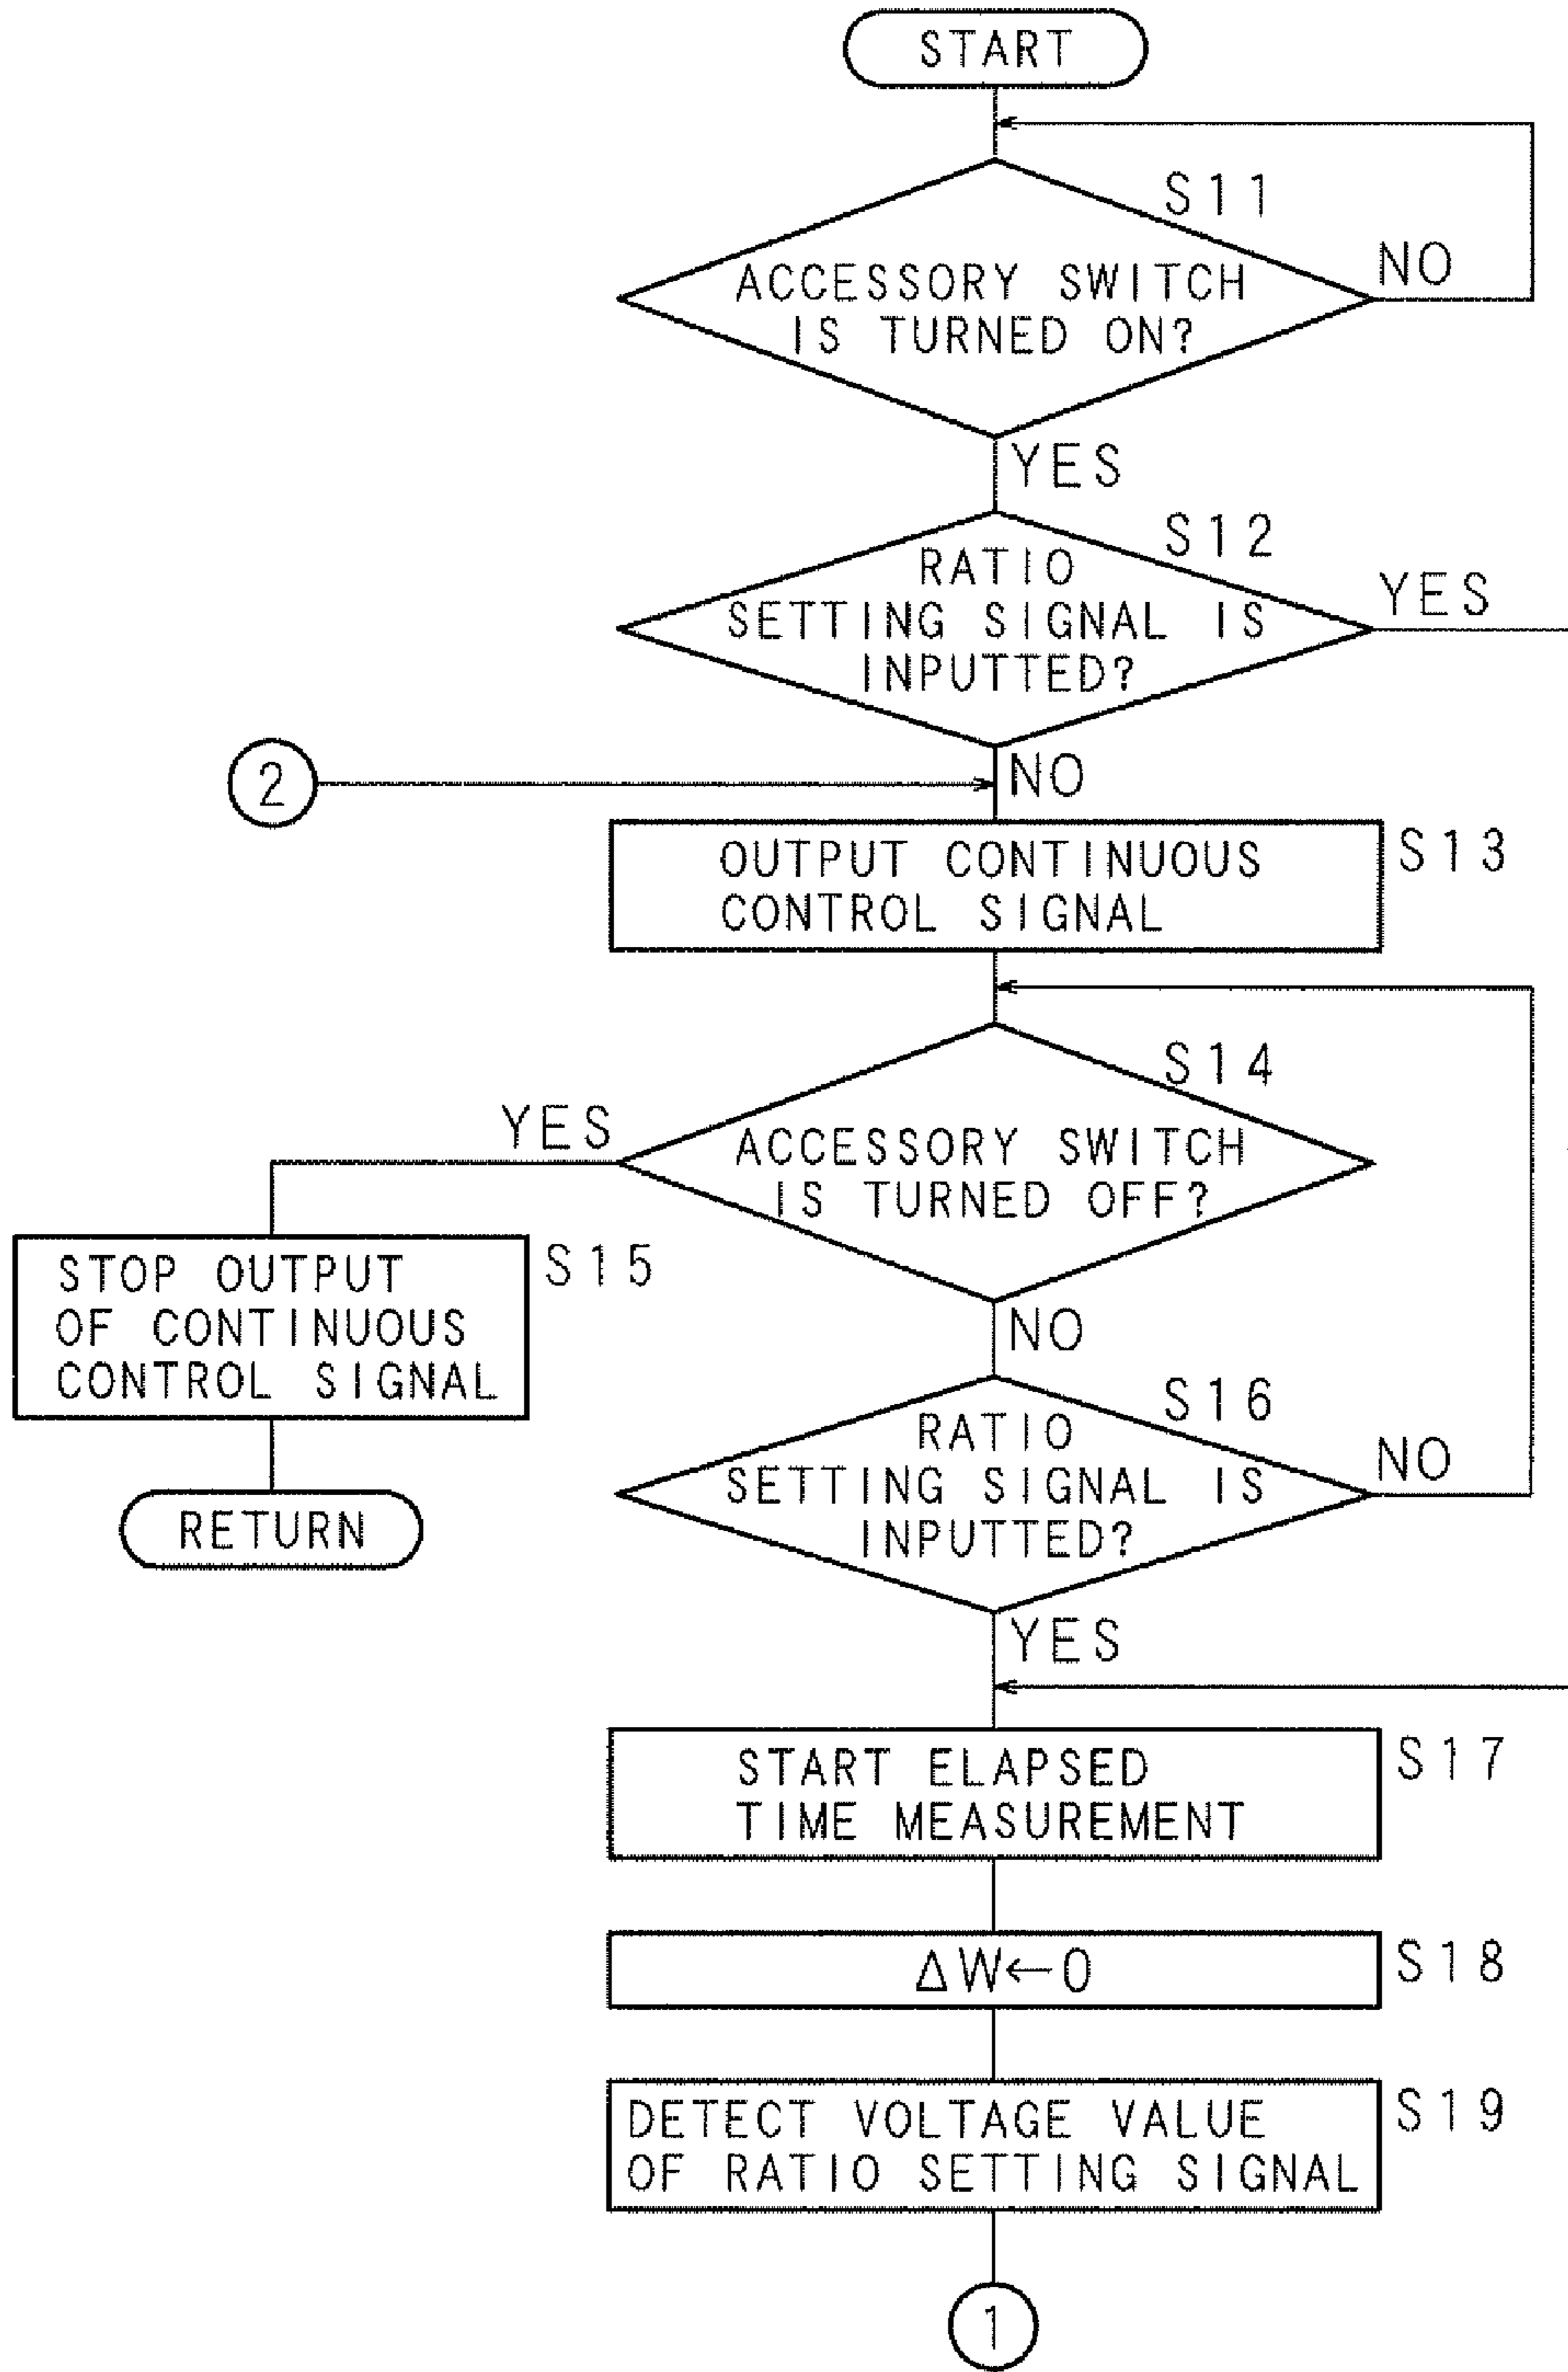 START
S11
ACCESSORY SWITCH
IS TURNED ON?
NO
YES
S12
RATIO
SETTING SIGNAL IS
INPUTTED?
YES
NO
2
OUTPUT CONTINUOUS
CONTROL SIGNAL
S13
S14
ACCESSORY SWITCH
IS TURNED OFF?
YES
STOP OUTPUT
OF CONTINUOUS
CONTROL SIGNAL
S15
RETURN
NO
S16
RATIO
SETTING SIGNAL IS
INPUTTED?
NO
YES
START ELAPSED
TIME MEASUREMENT
S17
ΔW←0
S18
DETECT VOLTAGE VALUE
OF RATIO SETTING SIGNAL
S19
1